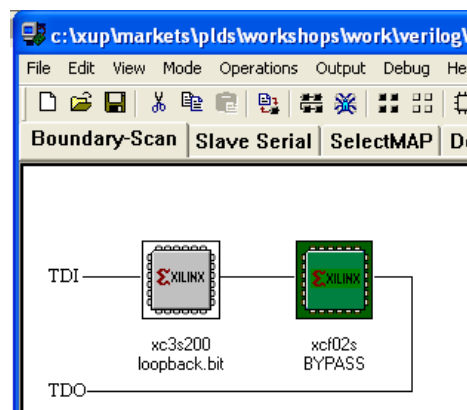 c:\xup\markets\plds\workshops\work\verilog\
File Edit View Mode Operations Output Debug
Boundary-Scan Slave Serial SelectMAP
TDI
XILINX XILINX
xc3s200 xcf02s
loopback.bit BYPASS
TDO